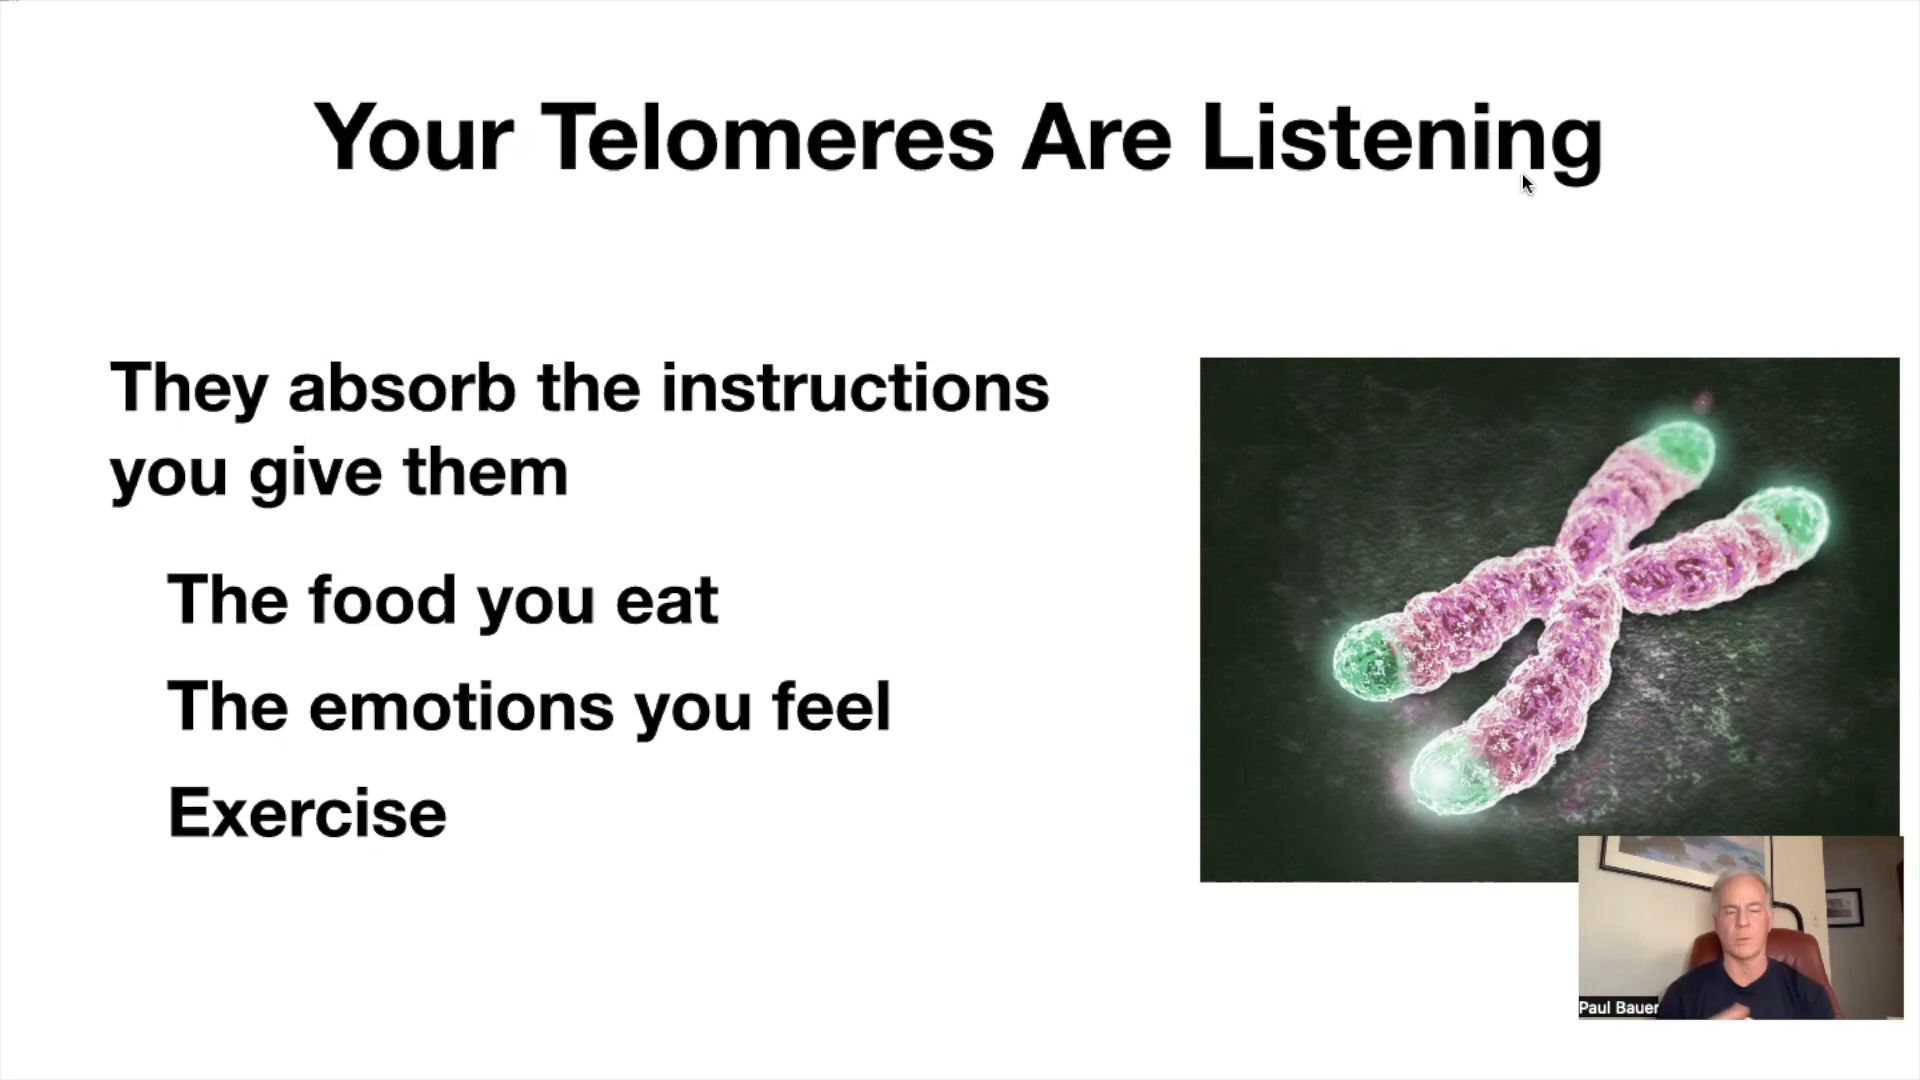 Your Telomeres Are Listening
They absorb the instructions
you give them
The food you eat
The emotions you feel
Exercise
Paul Bauer